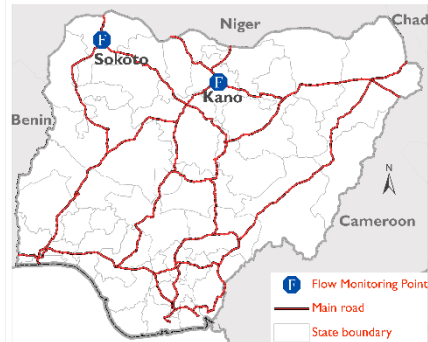 Niger
Chad
F
Sokoto
F
Kano
Benin
N
Cameroon
F Flow Monitoring Point
Main road
State boundary